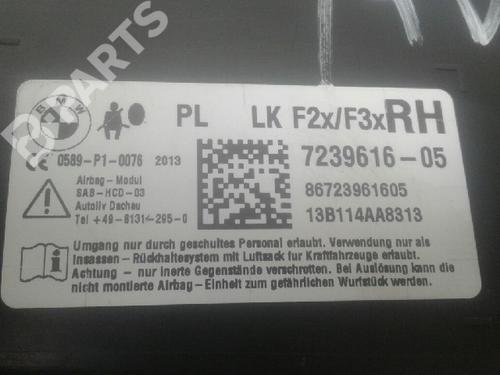 B-PARTS
BMW
PL LK F2x/F3xRH
CE 0589-P1-0076 2013
7239616-05
Airbag-Modul
SAB-HCD-03
Autoliv Dachau
Tel +49-8131-295-0
86723961605
13B114AA8313
Umgang nur durch geschultes Personal erlaubt. Verwendung nur als
Insassen-Rückhaltesystem mit Luftsack für Kraftfahrzeuge erlaubt.
Achtung - nur inerte Gegenstände verschrotten. Bei Auslösung kann die
nicht montierte Airbag-Einheit zum gefährlichen Wurfstück werden.